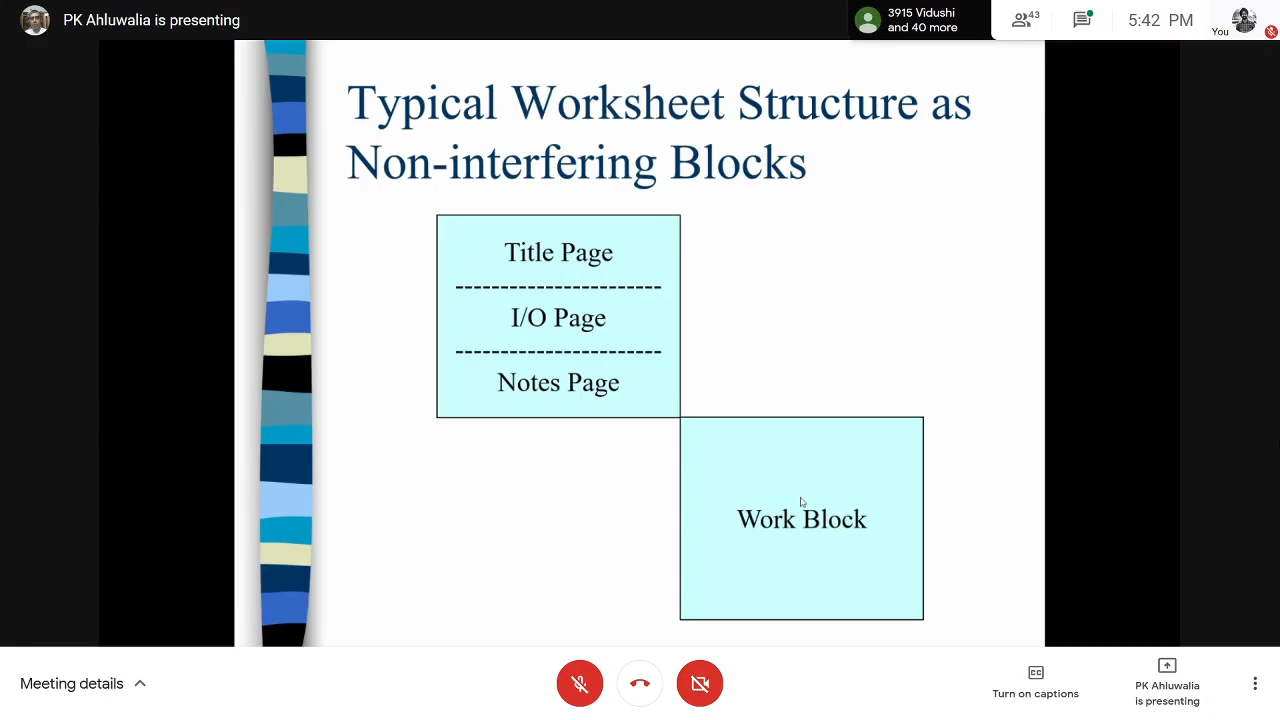 PK Ahluwalia is presenting
3915 Vidushi
and 40 more
43
5:42 PM
You
Typical Worksheet Structure as
Non-interfering Blocks
Title Page
I/O Page
Notes Page
Work Block
Meeting details
CC
Turn on captions
PK Ahluwalia
is presenting